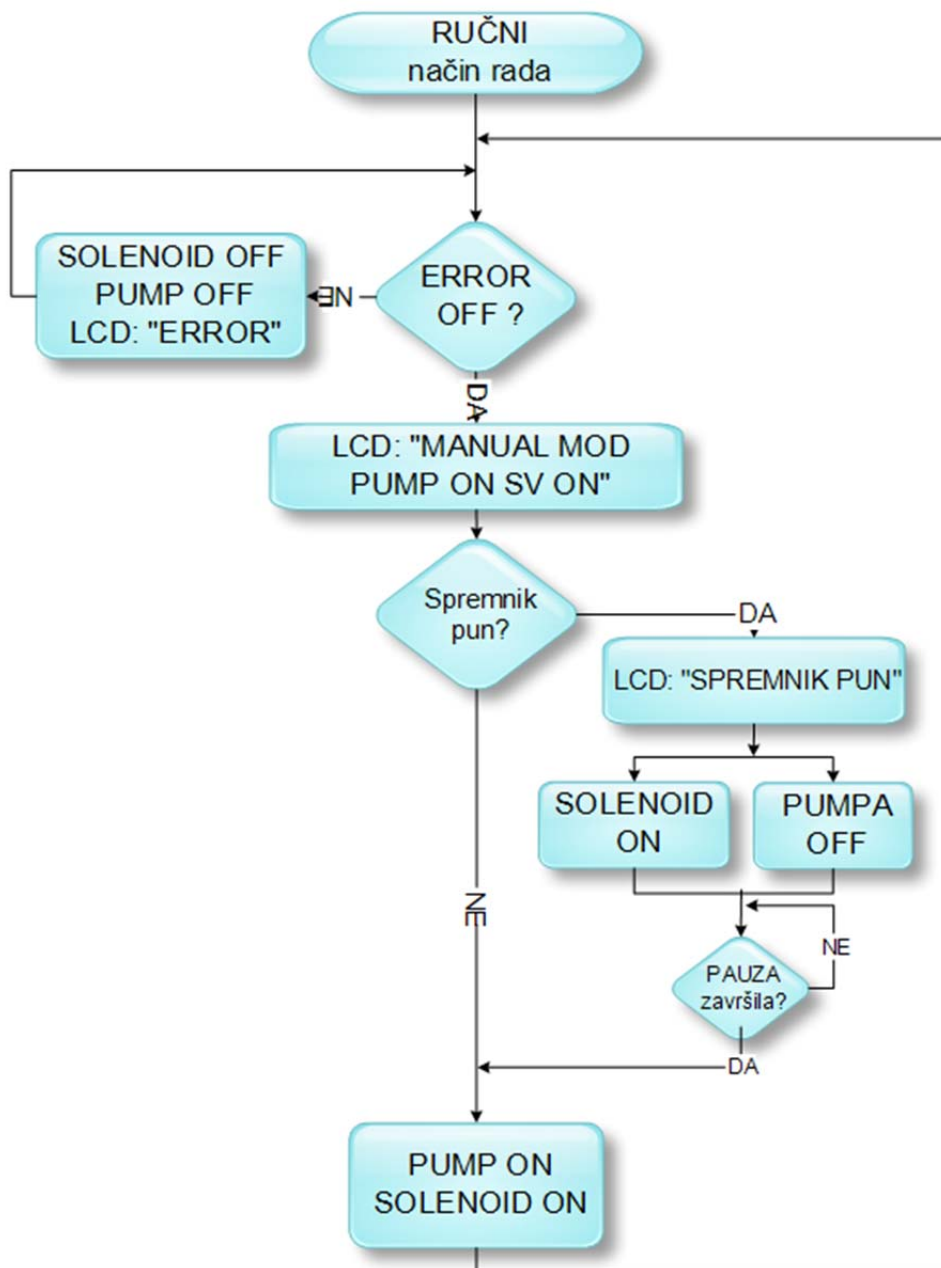 RUČNI
način rada
ERROR
OFF ?
NE
SOLENOID OFF
PUMP OFF
LCD: "ERROR"
DA
LCD: "MANUAL MOD
PUMP ON SV ON"
Spremnik
pun?
DA
LCD: "SPREMNIK PUN"
SOLENOID
ON
PUMPA
OFF
NE
NE
PAUZA
završila?
DA
PUMP ON
SOLENOID ON